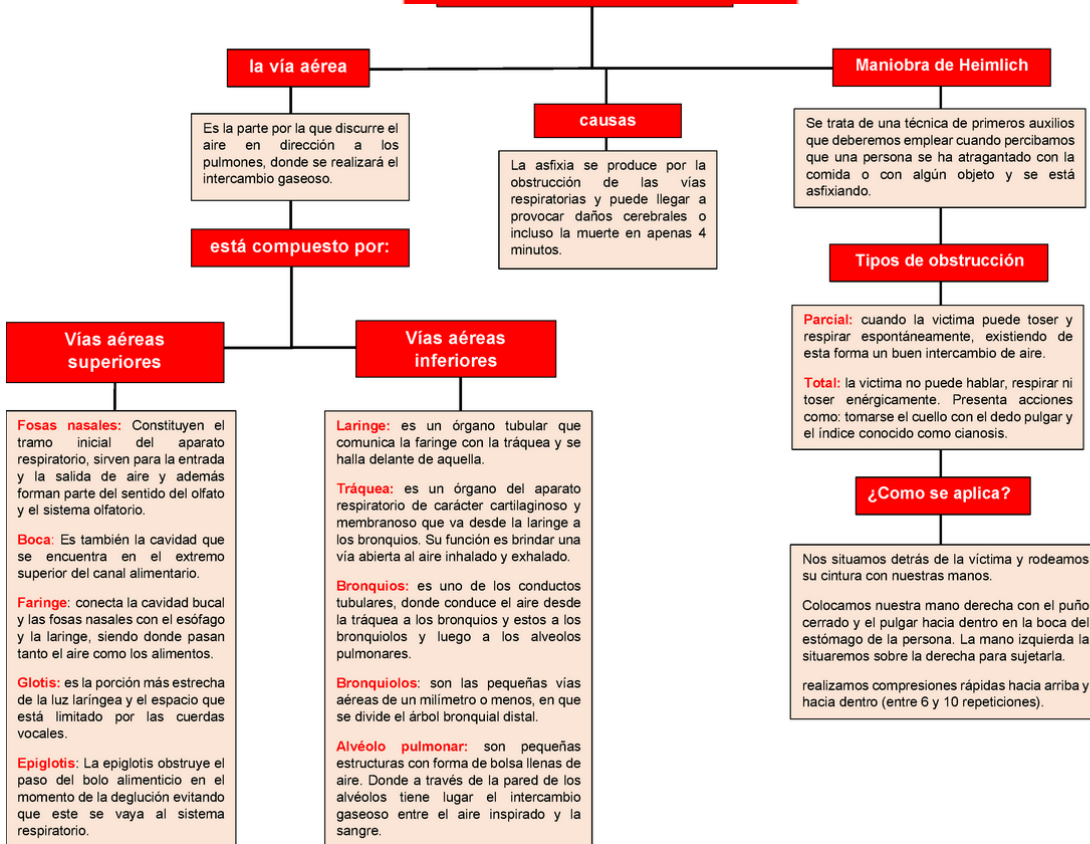 la vía aérea
Es la parte por la que discurre el
aire en dirección a los
pulmones, donde se realizará el
intercambio gaseoso.
está compuesto por:
Vías aéreas
superiores
Fosas nasales: Constituyen el
tramo inicial del aparato
respiratorio, sirven para la entrada
y la salida de aire y además
forman parte del sentido del olfato
y el sistema olfatorio.
Boca: Es también la cavidad que
se encuentra en el extremo
superior del canal alimentario.
Faringe: conecta la cavidad bucal
y las fosas nasales con el esófago
y la laringe, siendo donde pasan
tanto el aire como los alimentos.
Glotis: es la porción más estrecha
de la luz laríngea y el espacio que
está limitado por las cuerdas
vocales.
Epiglotis: La epiglotis obstruye el
paso del bolo alimenticio en el
momento de la deglución evitando
que este se vaya al sistema
respiratorio.
Vías aéreas
inferiores
Laringe: es un órgano tubular que
comunica la faringe con la tráquea y se
halla delante de aquella.
Tráquea: es un órgano del aparato
respiratorio de carácter cartilaginoso y
membranoso que va desde la laringe a
los bronquios. Su función es brindar una
vía abierta al aire inhalado y exhalado.
Bronquios: es uno de los conductos
tubulares, donde conduce el aire desde
la tráquea a los bronquios y estos a los
bronquiolos y luego a los alveolos
pulmonares.
Bronquiolos: son las pequeñas vías
aéreas de un milímetro o menos, en que
se divide el árbol bronquial distal.
Alvéolo pulmonar: son pequeñas
estructuras con forma de bolsa llenas de
aire. Donde a través de la pared de los
alvéolos tiene lugar el intercambio
gaseoso entre el aire inspirado y la
sangre.
causas
La asfixia se produce por la
obstrucción de las vías
respiratorias y puede llegar a
provocar daños cerebrales o
incluso la muerte en apenas 4
minutos.
Maniobra de Heimlich
Se trata de una técnica de primeros auxilios
que deberemos emplear cuando percibamos
que una persona se ha atragantado con la
comida o con algún objeto y se está
asfixiando.
Tipos de obstrucción
Parcial: cuando la victima puede toser y
respirar espontáneamente, existiendo de
esta forma un buen intercambio de aire.
Total: la victima no puede hablar, respirar ni
toser enérgicamente. Presenta acciones
como: tomarse el cuello con el dedo pulgar y
el índice conocido como cianosis.
¿Como se aplica?
Nos situamos detrás de la víctima y rodeamos
su cintura con nuestras manos.
Colocamos nuestra mano derecha con el puño
cerrado y el pulgar hacia dentro en la boca del
estómago de la persona. La mano izquierda la
situaremos sobre la derecha para sujetarla.
realizamos compresiones rápidas hacia arriba y
hacia dentro (entre 6 y 10 repeticiones).